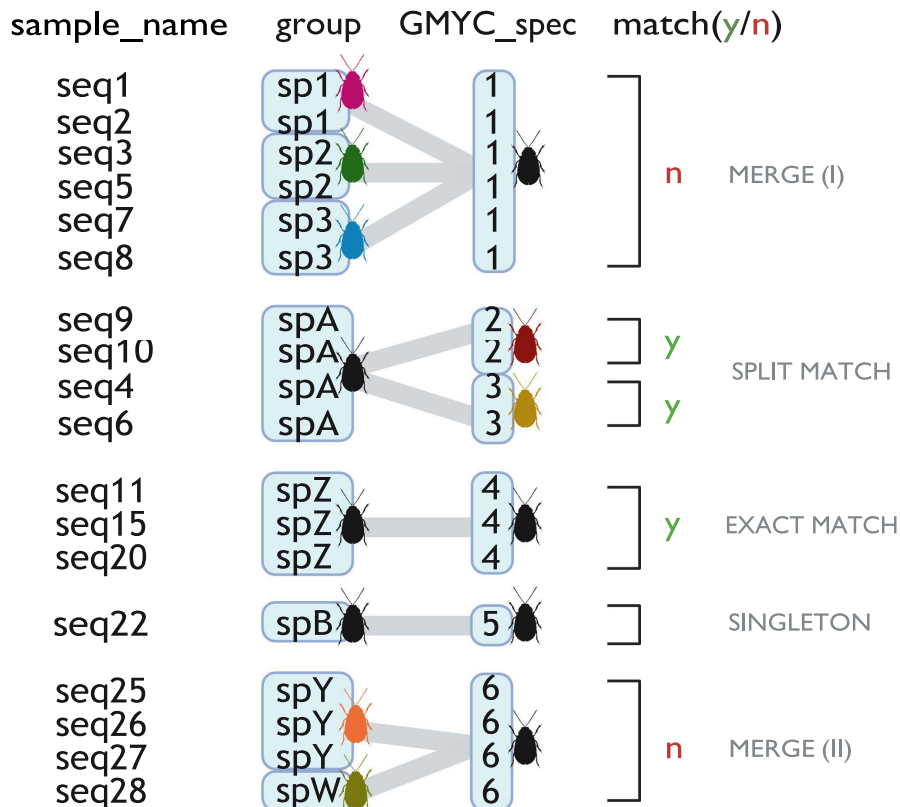 sample_name group GMYC_spec match(y/n)
seq1 sp1 1
seq2 sp1 1
seq3 sp2 1
n MERGE (I)
seq5 sp2 1
seq7 sp3 1
seq8 sp3 1
seq9 spA 2
y
seq10 spA 2
SPLIT MATCH
seq4 spA 3
y
seq6 spA 3
seq11 spZ 4
seq15 spZ 4 y EXACT MATCH
seq20 spZ 4
seq22 spB 5 SINGLETON
seq25 spY 6
seq26 spY 6
n MERGE (II)
seq27 spY 6
seq28 spW 6